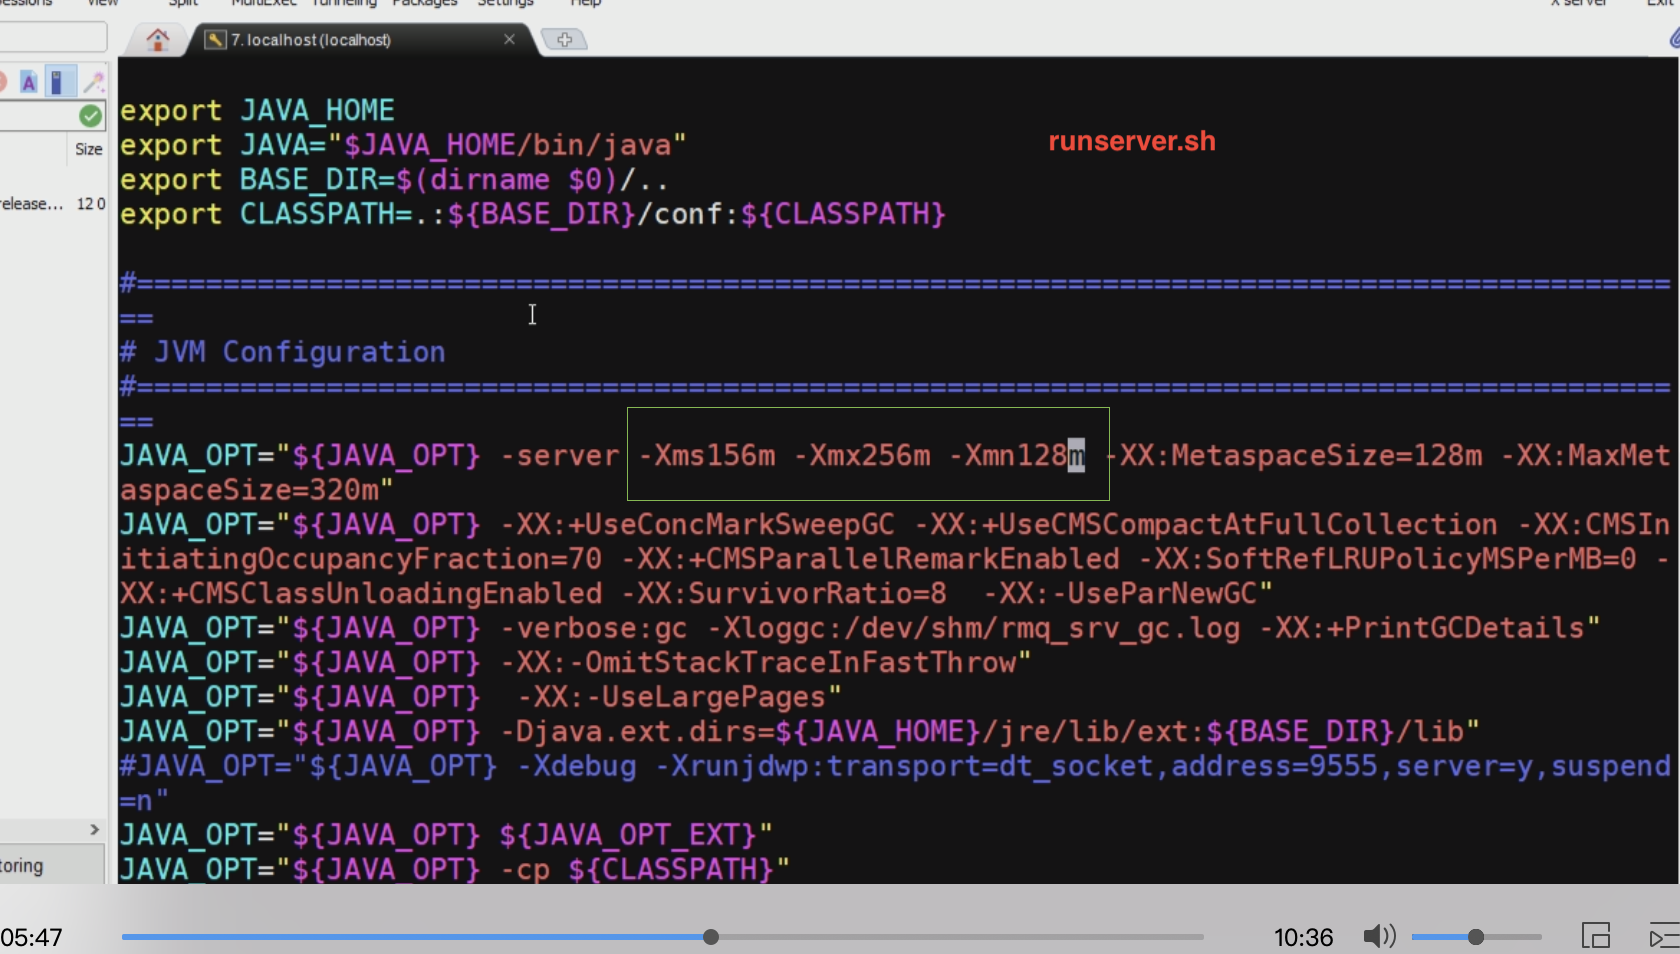 View Split MultiExec Tunneling Packages Settings Help X server Exit
7. localhost (localhost)
Size
elease... 12 0
export JAVA_HOME
export JAVA="$JAVA_HOME/bin/java"
runserver.sh
export BASE_DIR=$(dirname $0)/..
export CLASSPATH=.:${BASE_DIR}/conf:${CLASSPATH}
#=========================================================================================
==
# JVM Configuration
#=========================================================================================
==
JAVA_OPT="${JAVA_OPT} -server -Xms156m -Xmx256m -Xmn128m -XX:MetaspaceSize=128m -XX:MaxMet
aspaceSize=320m"
JAVA_OPT="${JAVA_OPT} -XX:+UseConcMarkSweepGC -XX:+UseCMSCompactAtFullCollection -XX:CMSIn
itiatingOccupancyFraction=70 -XX:+CMSParallelRemarkEnabled -XX:SoftRefLRUPolicyMSPerMB=0 -
XX:+CMSClassUnloadingEnabled -XX:SurvivorRatio=8  -XX:-UseParNewGC"
JAVA_OPT="${JAVA_OPT} -verbose:gc -Xloggc:/dev/shm/rmq_srv_gc.log -XX:+PrintGCDetails"
JAVA_OPT="${JAVA_OPT} -XX:-OmitStackTraceInFastThrow"
JAVA_OPT="${JAVA_OPT}  -XX:-UseLargePages"
JAVA_OPT="${JAVA_OPT} -Djava.ext.dirs=${JAVA_HOME}/jre/lib/ext:${BASE_DIR}/lib"
#JAVA_OPT="${JAVA_OPT} -Xdebug -Xrunjdwp:transport=dt_socket,address=9555,server=y,suspend
=n"
JAVA_OPT="${JAVA_OPT} ${JAVA_OPT_EXT}"
JAVA_OPT="${JAVA_OPT} -cp ${CLASSPATH}"
toring
05:47
10:36